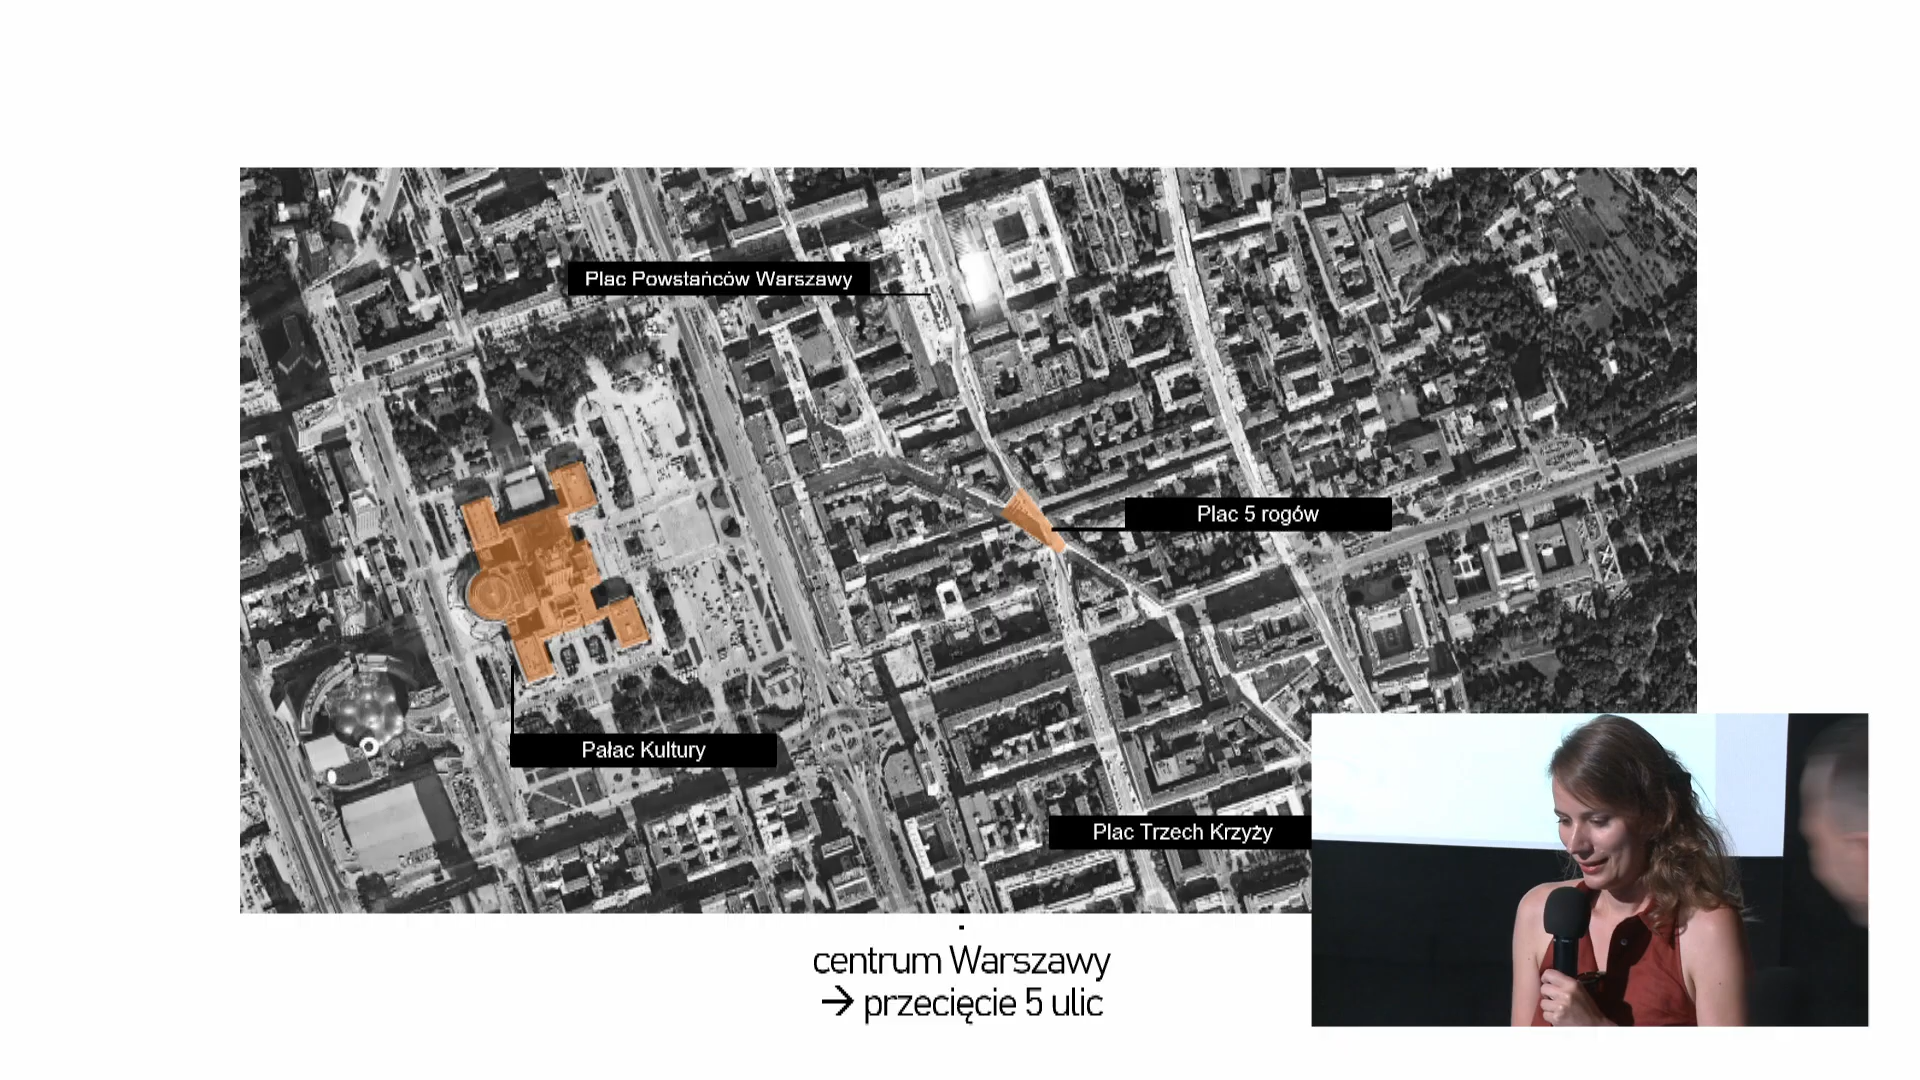 Plac Powstańców Warszawy
Plac 5 rogów
Pałac Kultury
Plac Trzech Krzyży
centrum Warszawy
→ przecięcie 5 ulic